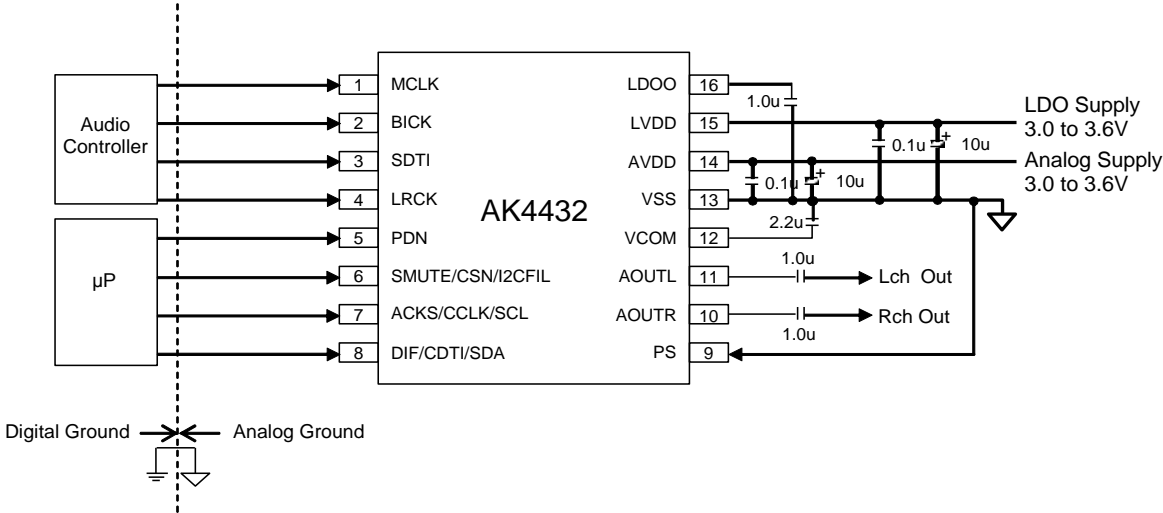 Audio
Controller
µP
1
2
3
4
5
6
7
8
MCLK
BICK
SDTI
LRCK
PDN
SMUTE/CSN/I2CFIL
ACKS/CCLK/SCL
DIF/CDTI/SDA
AK4432
LDOO
LVDD
AVDD
VSS
VCOM
AOUTL
AOUTR
PS
16
15
14
13
12
11
10
9
1.0u
0.1u
+
10u
0.1u
+
10u
2.2u
1.0u
1.0u
LDO Supply
3.0 to 3.6V
Analog Supply
3.0 to 3.6V
Lch Out
Rch Out
Digital Ground
Analog Ground